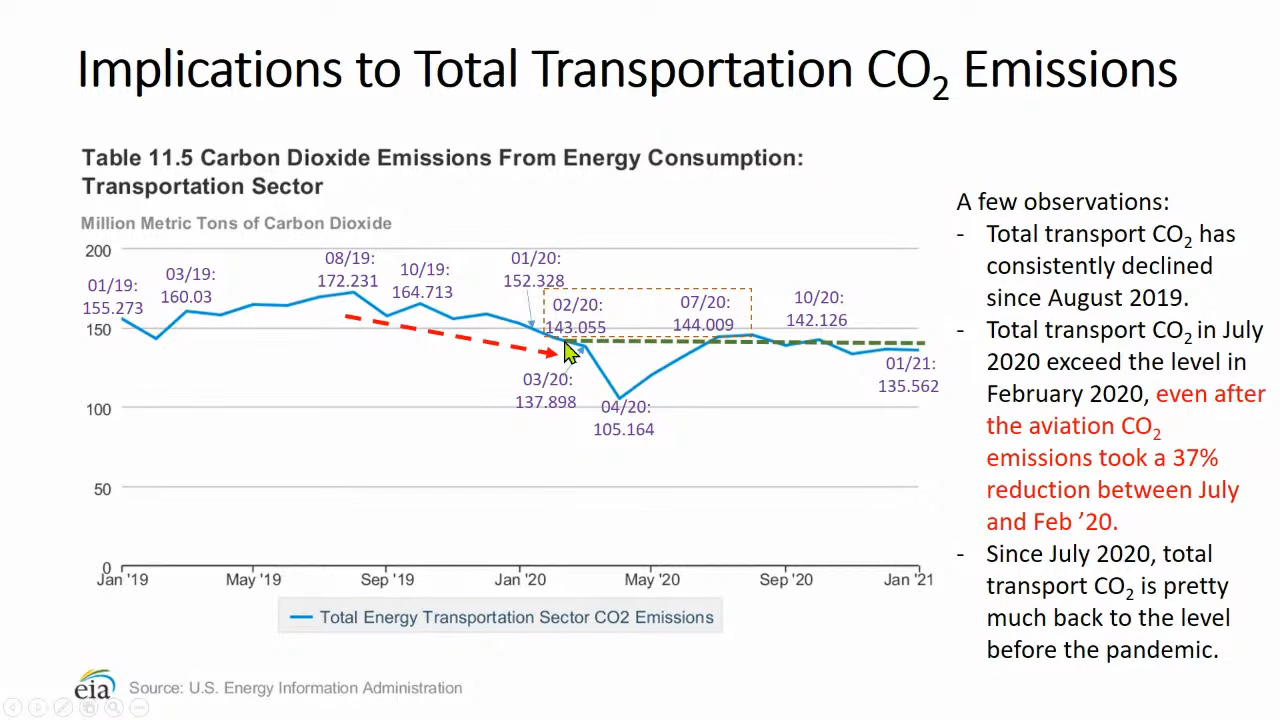 Implications to Total Transportation CO2 Emissions
Table 11.5 Carbon Dioxide Emissions From Energy Consumption:
Transportation Sector
Million Metric Tons of Carbon Dioxide
200
150
100
50
0
01/19:
155.273
03/19:
160.03
08/19:
172.231
10/19:
164.713
01/20:
152.328
02/20:
143.055
03/20:
137.898
04/20:
105.164
07/20:
144.009
10/20:
142.126
01/21:
135.562
Jan '19
May '19
Sep '19
Jan '20
May '20
Sep '20
Jan '21
Total Energy Transportation Sector CO2 Emissions
eia
Source: U.S. Energy Information Administration
A few observations:
- Total transport CO2 has
consistently declined
since August 2019.
- Total transport CO2 in July
2020 exceed the level in
February 2020, even after
the aviation CO2
emissions took a 37%
reduction between July
and Feb ’20.
- Since July 2020, total
transport CO2 is pretty
much back to the level
before the pandemic.